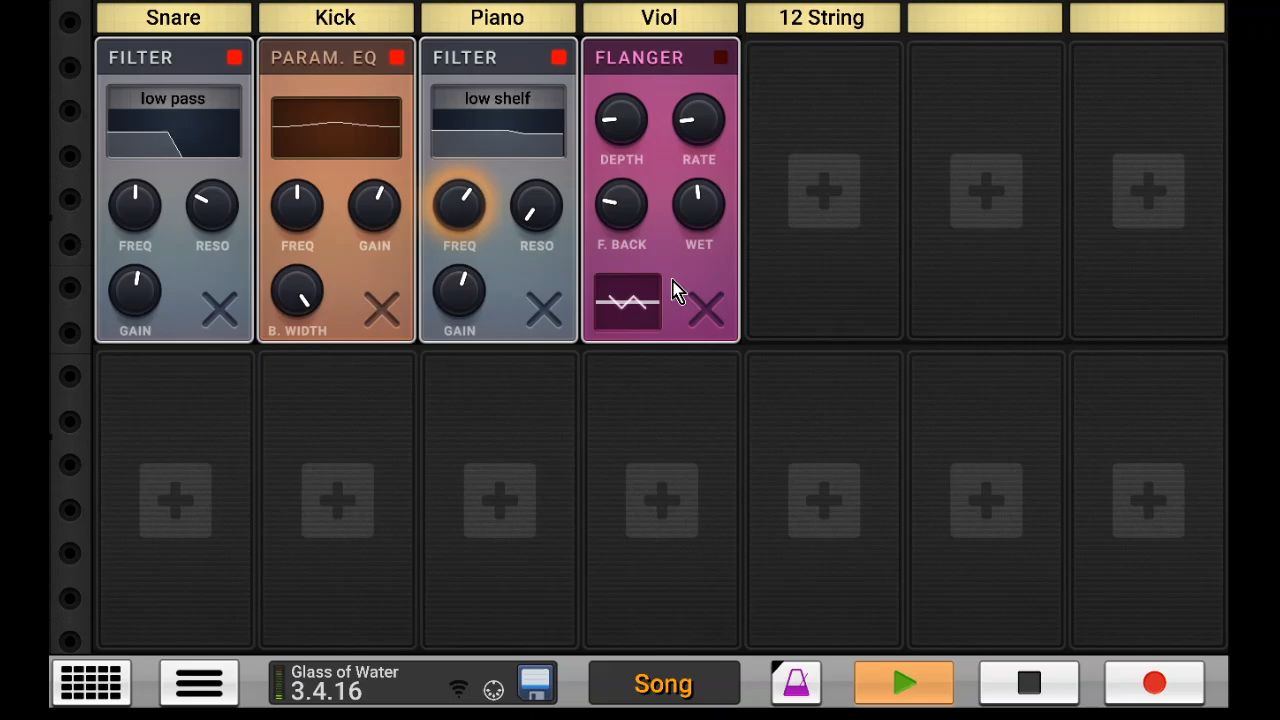 Snare Kick Piano Viol 12 String
FILTER PARAM. EQ FILTER FLANGER
low pass low shelf
DEPTH RATE
FREQ RESO FREQ GAIN FREQ RESO F. BACK WET
GAIN B. WIDTH GAIN
Glass of Water
3.4.16
Song